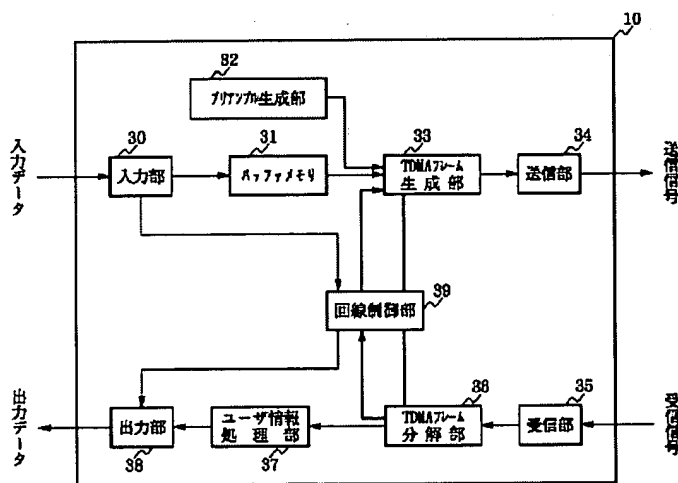 10
32
プリアンブル生成部
入力データ
30
入力部
31
バッファメモリ
33
TDMAフレーム
生成部
34
送信部
送信信号
回線制御部
39
出力データ
出力部
38
ユーザ情報
処理部
37
36
TDMAフレーム
分解部
35
受信部
受信信号